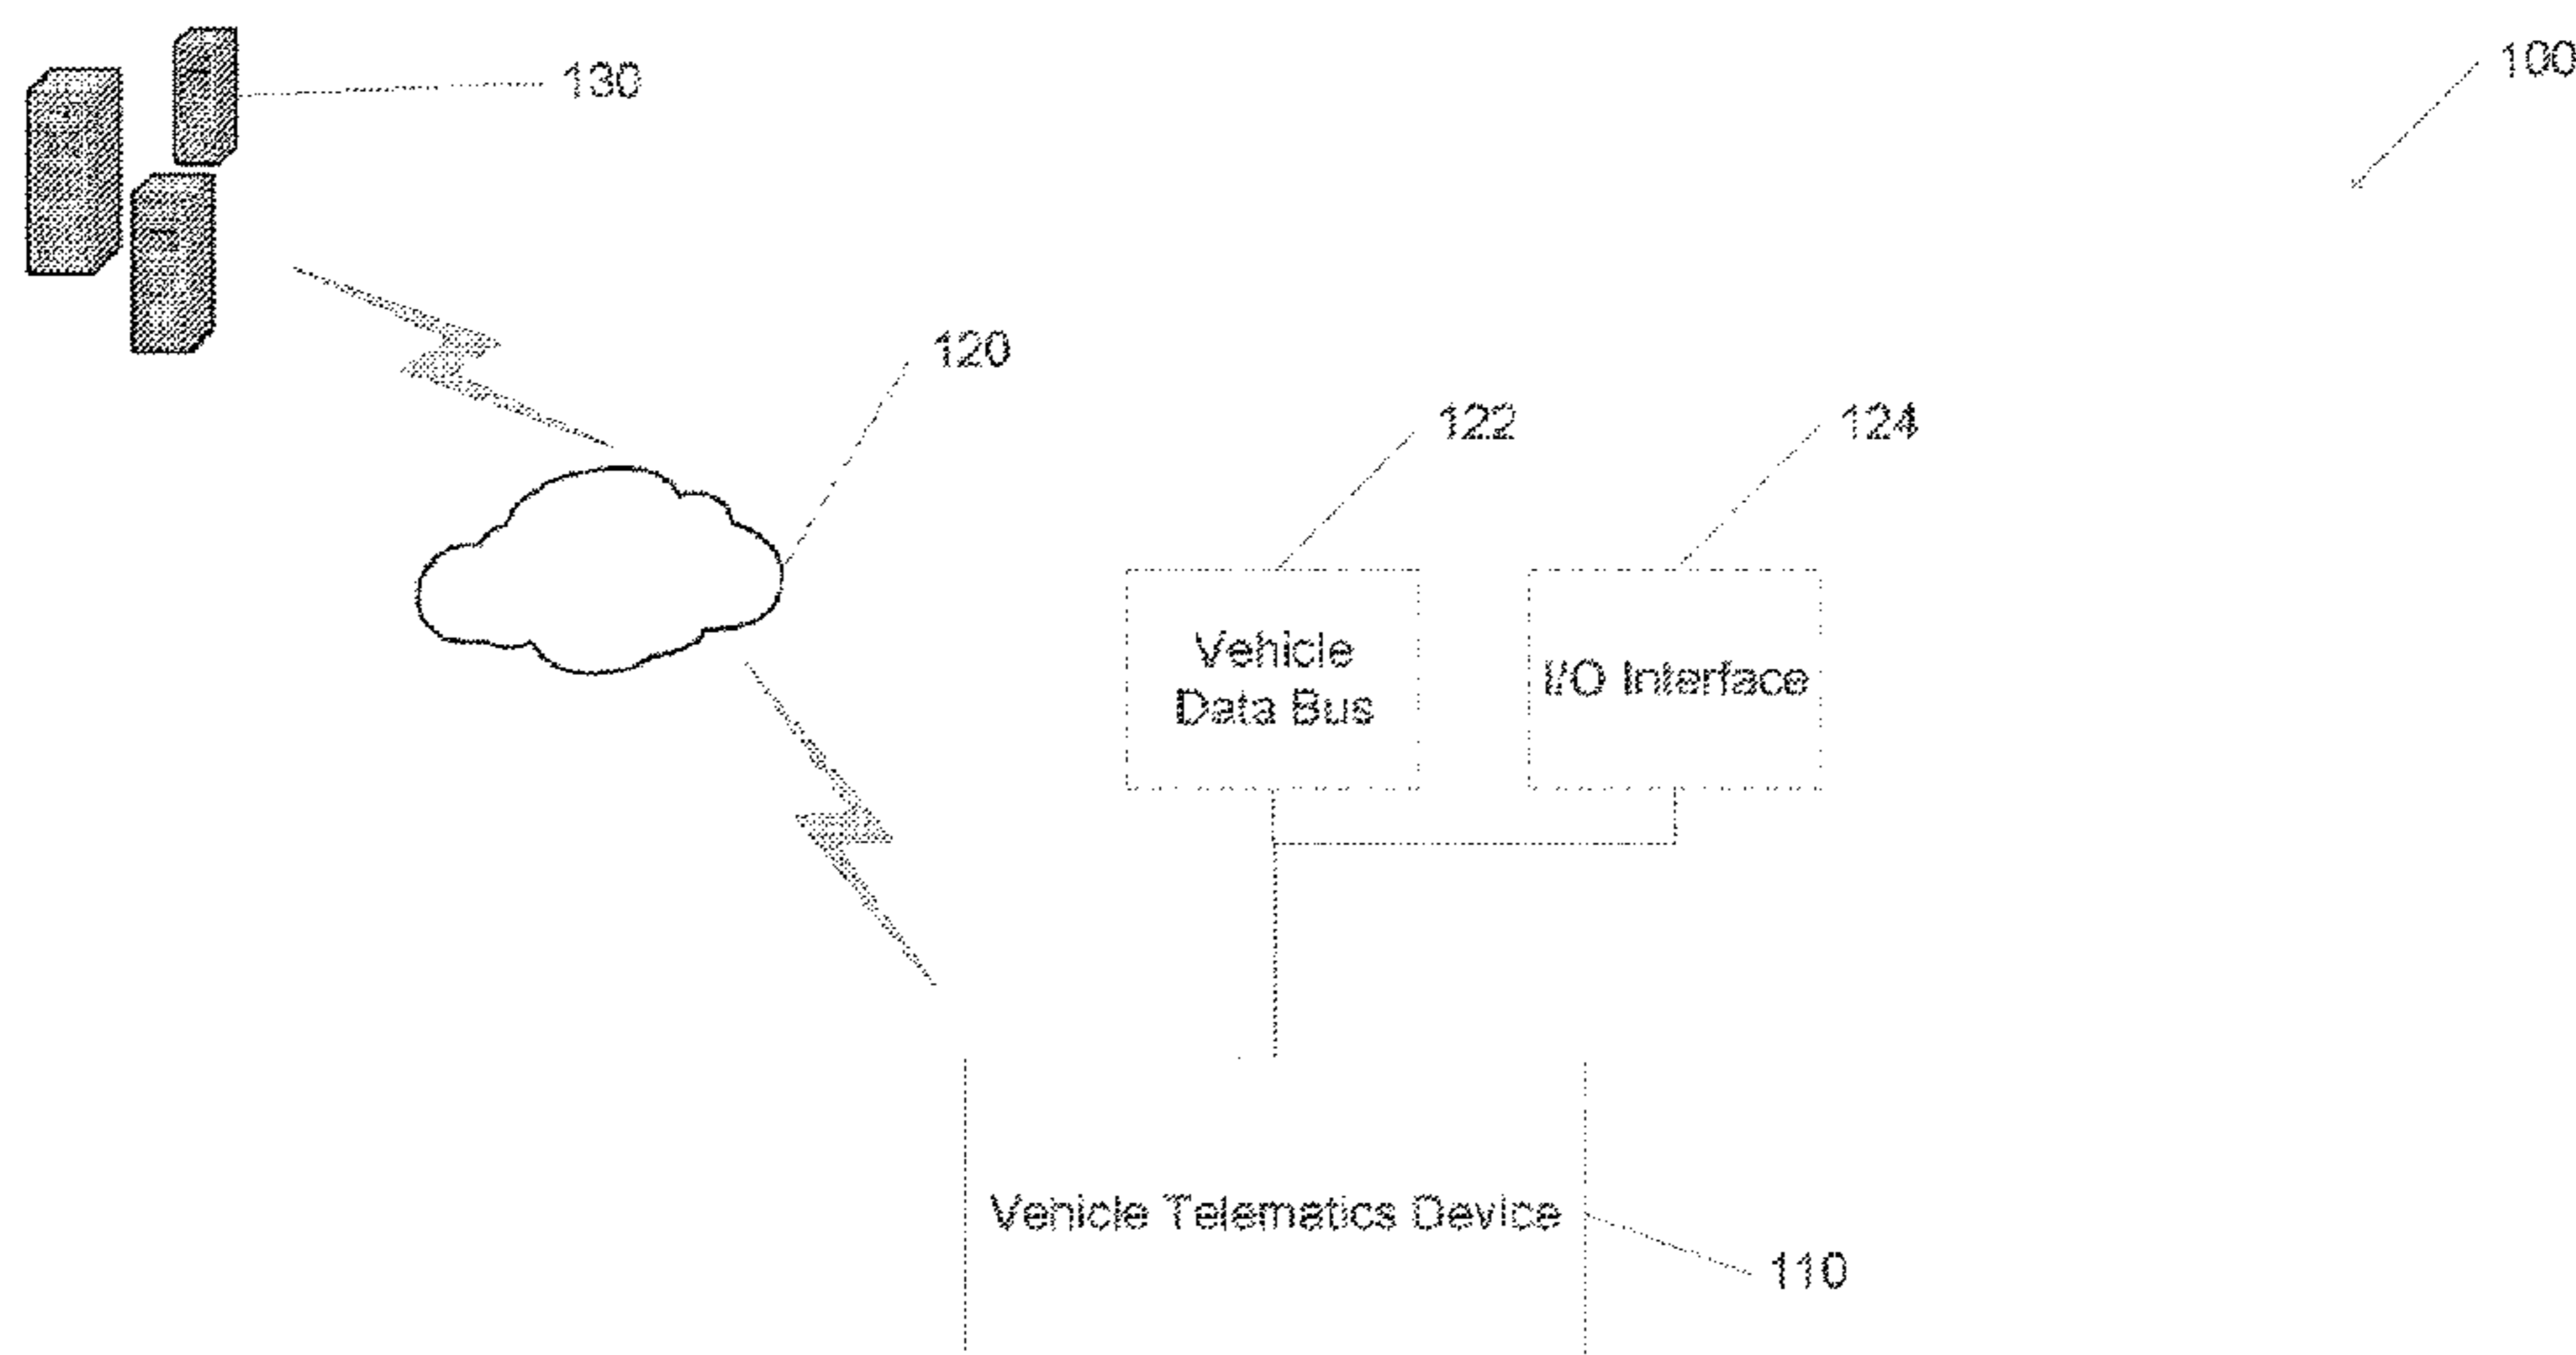 130
100
120
122
124
Vehicle
Data Bus
I/O Interface
Vehicle Telematics Device
110